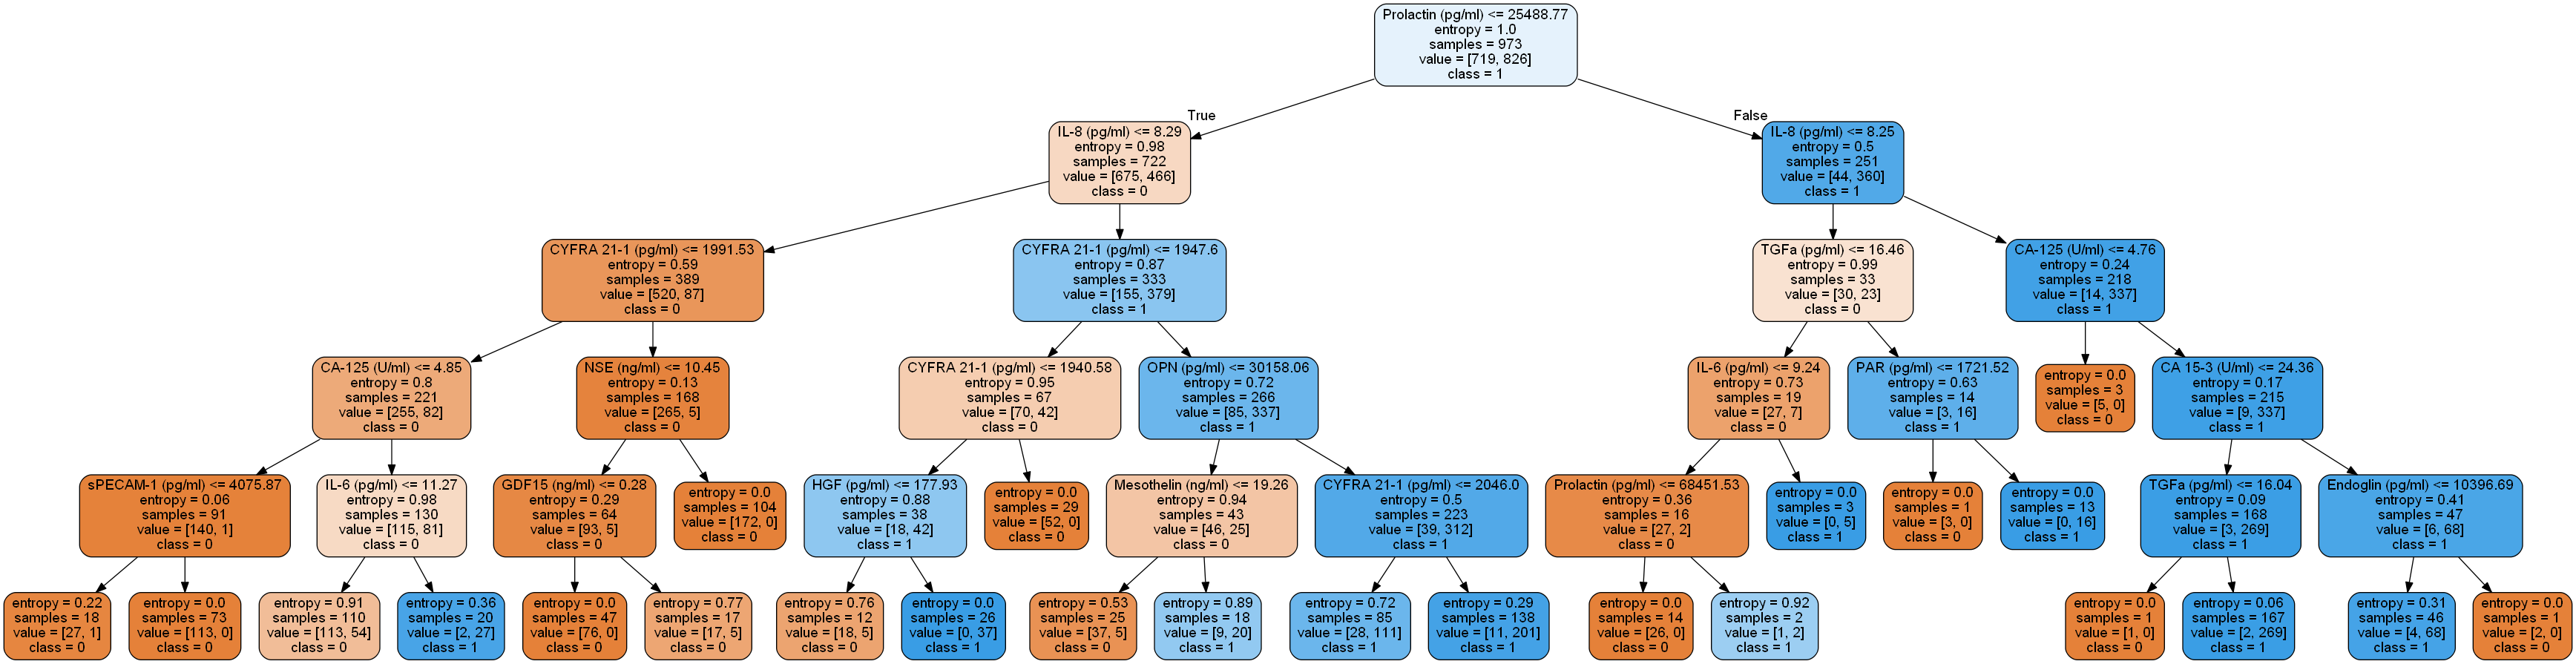 Prolactin (pg/ml) <= 25488.77
entropy = 1.0
samples = 973
value = [719, 826]
class = 1
True
False
IL-8 (pg/ml) <= 8.29
entropy = 0.98
samples = 722
value = [675, 466]
class = 0
IL-8 (pg/ml) <= 8.25
entropy = 0.5
samples = 251
value = [44, 360]
class = 1
CYFRA 21-1 (pg/ml) <= 1991.53
entropy = 0.59
samples = 389
value = [520, 87]
class = 0
CYFRA 21-1 (pg/ml) <= 1947.6
entropy = 0.87
samples = 333
value = [155, 379]
class = 1
TGFa (pg/ml) <= 16.46
entropy = 0.99
samples = 33
value = [30, 23]
class = 0
CA-125 (U/ml) <= 4.76
entropy = 0.24
samples = 218
value = [14, 337]
class = 1
CA-125 (U/ml) <= 4.85
entropy = 0.8
samples = 221
value = [255, 82]
class = 0
NSE (ng/ml) <= 10.45
entropy = 0.13
samples = 168
value = [265, 5]
class = 0
CYFRA 21-1 (pg/ml) <= 1940.58
entropy = 0.95
samples = 67
value = [70, 42]
class = 0
OPN (pg/ml) <= 30158.06
entropy = 0.72
samples = 266
value = [85, 337]
class = 1
IL-6 (pg/ml) <= 9.24
entropy = 0.73
samples = 19
value = [27, 7]
class = 0
PAR (pg/ml) <= 1721.52
entropy = 0.63
samples = 14
value = [3, 16]
class = 1
entropy = 0.0
samples = 3
value = [5, 0]
class = 0
CA 15-3 (U/ml) <= 24.36
entropy = 0.17
samples = 215
value = [9, 337]
class = 1
sPECAM-1 (pg/ml) <= 4075.87
entropy = 0.06
samples = 91
value = [140, 1]
class = 0
IL-6 (pg/ml) <= 11.27
entropy = 0.98
samples = 130
value = [115, 81]
class = 0
GDF15 (ng/ml) <= 0.28
entropy = 0.29
samples = 64
value = [93, 5]
class = 0
entropy = 0.0
samples = 104
value = [172, 0]
class = 0
HGF (pg/ml) <= 177.93
entropy = 0.88
samples = 38
value = [18, 42]
class = 1
entropy = 0.0
samples = 29
value = [52, 0]
class = 0
Mesothelin (ng/ml) <= 19.26
entropy = 0.94
samples = 43
value = [46, 25]
class = 0
CYFRA 21-1 (pg/ml) <= 2046.0
entropy = 0.5
samples = 223
value = [39, 312]
class = 1
Prolactin (pg/ml) <= 68451.53
entropy = 0.36
samples = 16
value = [27, 2]
class = 0
entropy = 0.0
samples = 3
value = [0, 5]
class = 1
entropy = 0.0
samples = 1
value = [3, 0]
class = 0
entropy = 0.0
samples = 13
value = [0, 16]
class = 1
TGFa (pg/ml) <= 16.04
entropy = 0.09
samples = 168
value = [3, 269]
class = 1
Endoglin (pg/ml) <= 10396.69
entropy = 0.41
samples = 47
value = [6, 68]
class = 1
entropy = 0.22
samples = 18
value = [27, 1]
class = 0
entropy = 0.0
samples = 73
value = [113, 0]
class = 0
entropy = 0.91
samples = 110
value = [113, 54]
class = 0
entropy = 0.36
samples = 20
value = [2, 27]
class = 1
entropy = 0.0
samples = 47
value = [76, 0]
class = 0
entropy = 0.77
samples = 17
value = [17, 5]
class = 0
entropy = 0.76
samples = 12
value = [18, 5]
class = 0
entropy = 0.0
samples = 26
value = [0, 37]
class = 1
entropy = 0.53
samples = 25
value = [37, 5]
class = 0
entropy = 0.89
samples = 18
value = [9, 20]
class = 1
entropy = 0.72
samples = 85
value = [28, 111]
class = 1
entropy = 0.29
samples = 138
value = [11, 201]
class = 1
entropy = 0.0
samples = 14
value = [26, 0]
class = 0
entropy = 0.92
samples = 2
value = [1, 2]
class = 1
entropy = 0.0
samples = 1
value = [1, 0]
class = 0
entropy = 0.06
samples = 167
value = [2, 269]
class = 1
entropy = 0.31
samples = 46
value = [4, 68]
class = 1
entropy = 0.0
samples = 1
value = [2, 0]
class = 0